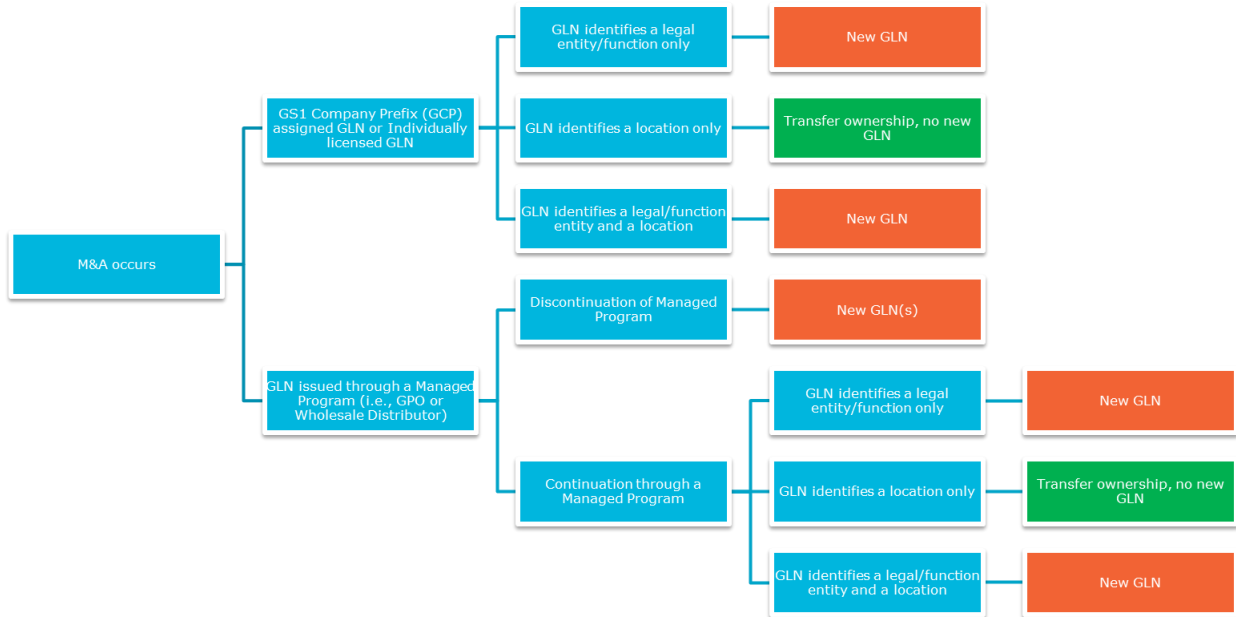 GLN identifies a legal
entity/function only
New GLN
GS1 Company Prefix (GCP)
assigned GLN or Individually
licensed GLN
GLN identifies a location only
Transfer ownership, no new
GLN
GLN identifies a legal/function
entity and a location
New GLN
M&A occurs
Discontinuation of Managed
Program
New GLN(s)
GLN issued through a Managed
Program (i.e., GPO or
Wholesale Distributor)
GLN identifies a legal
entity/function only
New GLN
Continuation through a
Managed Program
GLN identifies a location only
Transfer ownership, no new
GLN
GLN identifies a legal/function
entity and a location
New GLN